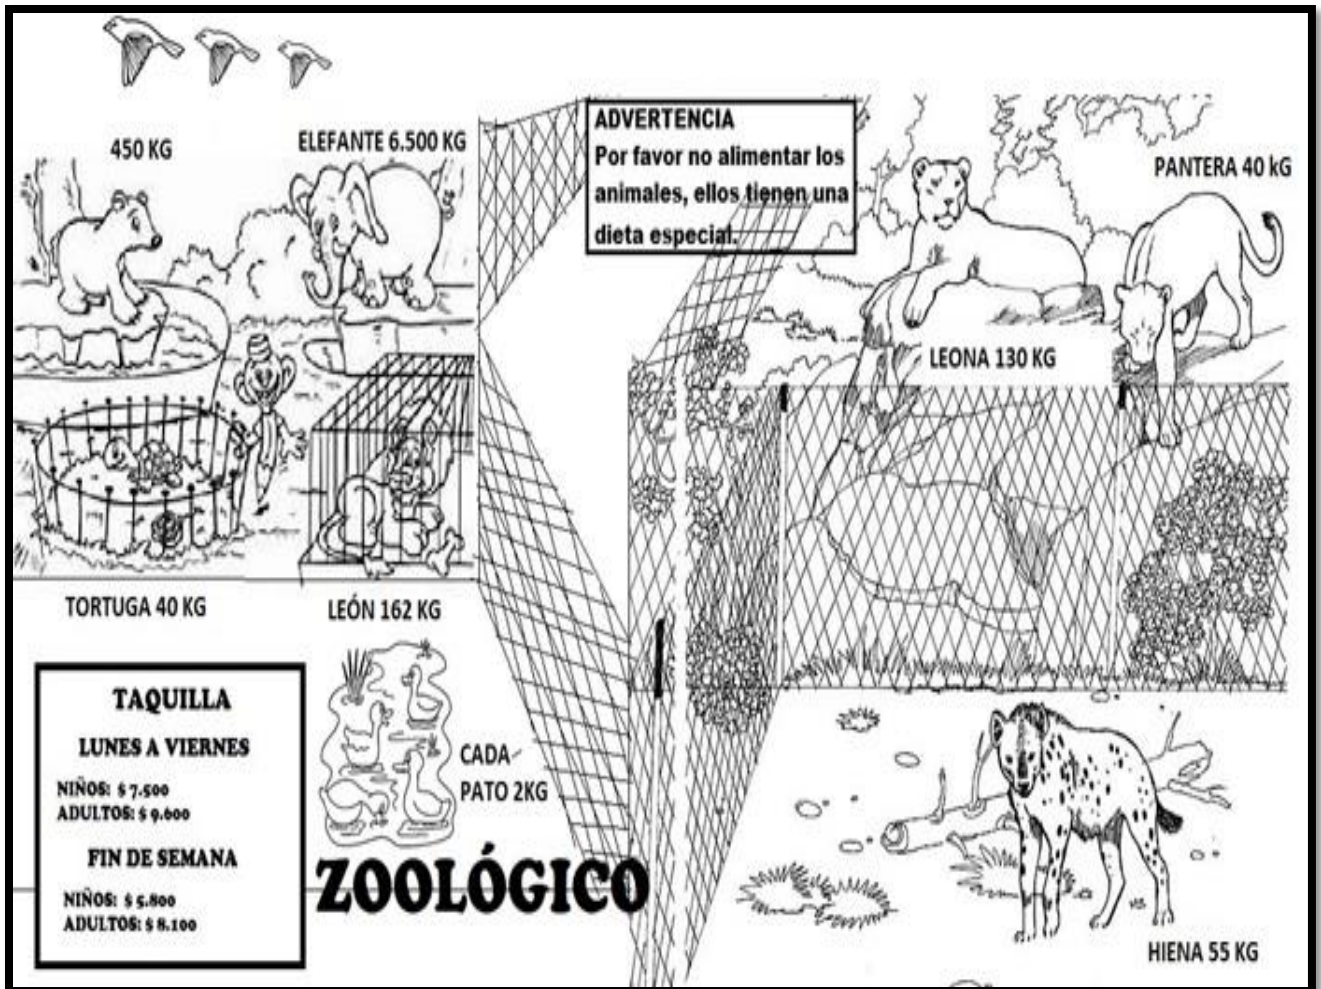 450 KG
ELEFANTE 6.500 KG
ADVERTENCIA
Por favor no alimentar los
animales, ellos tienen una
dieta especial.
PANTERA 40 kG
LEONA 130 KG
TORTUGA 40 KG
LEÓN 162 KG
TAQUILLA
LUNES A VIERNES
NIÑOS: $ 7.500
ADULTOS: $ 9.600
FIN DE SEMANA
NIÑOS: $ 5.800
ADULTOS: $ 8.100
CADA
PATO 2KG
ZOOLÓGICO
HIENA 55 KG